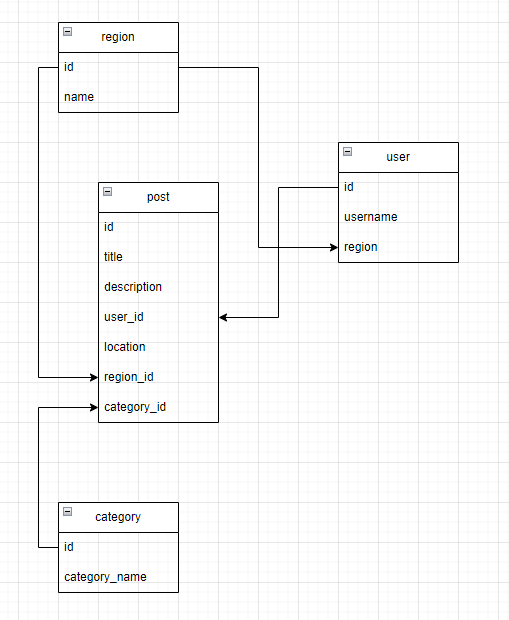 region
id
name
user
id
username
region
post
id
title
description
user_id
location
region_id
category_id
category
id
category_name